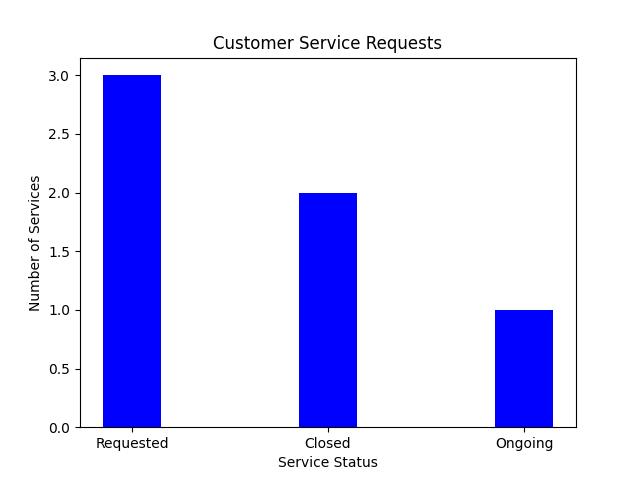 Customer Service Requests
Number of Services
3.0
2.5
2.0
1.5
1.0
0.5
0.0
Requested Closed Ongoing
Service Status